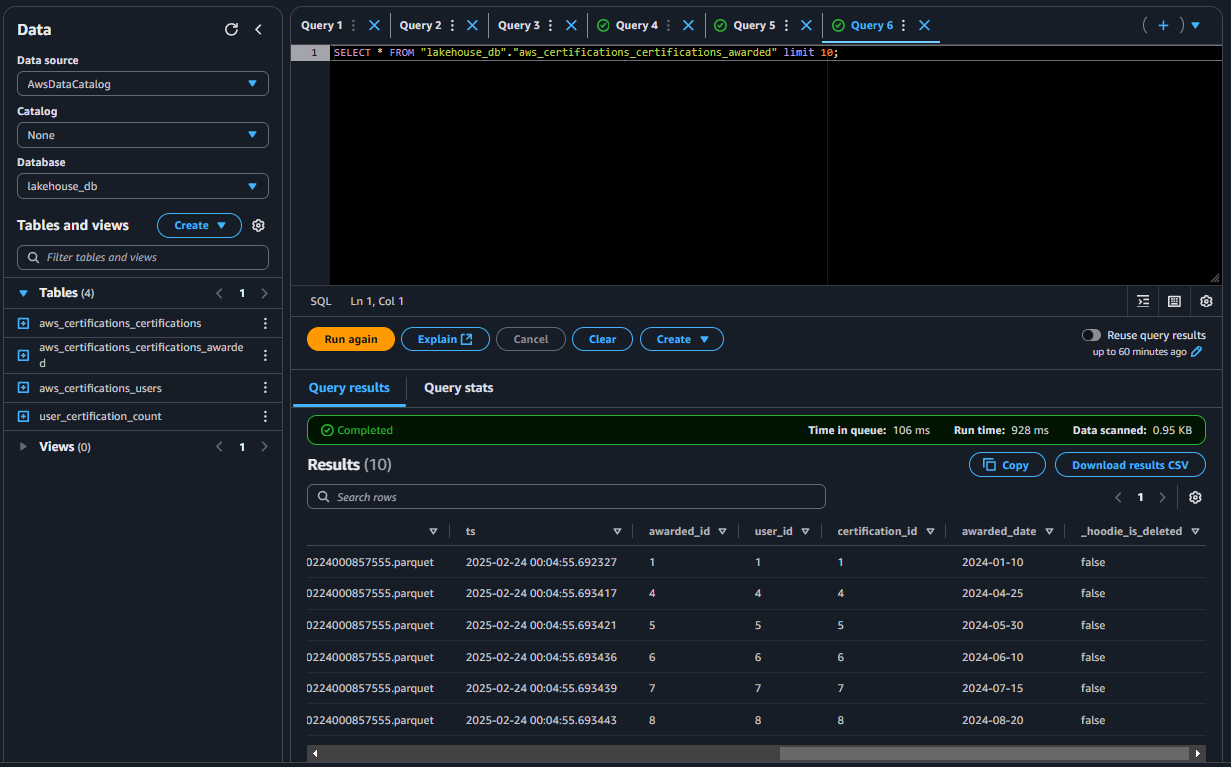 Data
Data source
AwsDataCatalog
Catalog
None
Database
lakehouse_db
Tables and views
Create
Filter tables and views
Tables (4)
1
aws_certifications_certifications
aws_certifications_certifications_awarde
d
aws_certifications_users
user_certification_count
Views (0)
1
Query 1
Query 2
Query 3
Query 4
Query 5
Query 6
1 SELECT * FROM "lakehouse_db"."aws_certifications_certifications_awarded" limit 10;
SQL Ln 1, Col 1
Run again
Explain
Cancel
Clear
Create
Reuse query results
up to 60 minutes ago
Query results
Query stats
Completed
Time in queue: 106 ms
Run time: 928 ms
Data scanned: 0.95 KB
Results (10)
Copy
Download results CSV
Search rows
1
ts awarded_id user_id certification_id awarded_date _hoodie_is_deleted
0224000857555.parquet 2025-02-24 00:04:55.692327 1 1 1 2024-01-10 false
0224000857555.parquet 2025-02-24 00:04:55.693417 4 4 4 2024-04-25 false
0224000857555.parquet 2025-02-24 00:04:55.693421 5 5 5 2024-05-30 false
0224000857555.parquet 2025-02-24 00:04:55.693436 6 6 6 2024-06-10 false
0224000857555.parquet 2025-02-24 00:04:55.693439 7 7 7 2024-07-15 false
0224000857555.parquet 2025-02-24 00:04:55.693443 8 8 8 2024-08-20 false